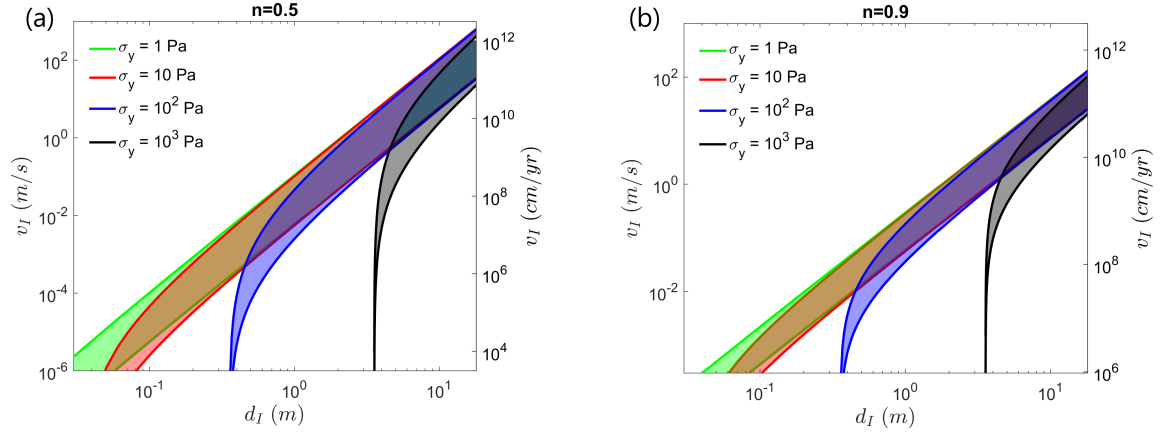 (a)
n=0.5
σy = 1 Pa
σy = 10 Pa
σy = 10² Pa
σy = 10³ Pa
10²
10⁰
10⁻²
10⁻⁴
10⁻⁶
vI (m/s)
10¹²
10¹⁰
10⁸
10⁶
10⁴
vI (cm/yr)
10⁻¹
10⁰
10¹
dI (m)
(b)
n=0.9
σy = 1 Pa
σy = 10 Pa
σy = 10² Pa
σy = 10³ Pa
10²
10⁰
10⁻²
vI (m/s)
10¹²
10¹⁰
10⁸
10⁶
vI (cm/yr)
10⁻¹
10⁰
10¹
dI (m)